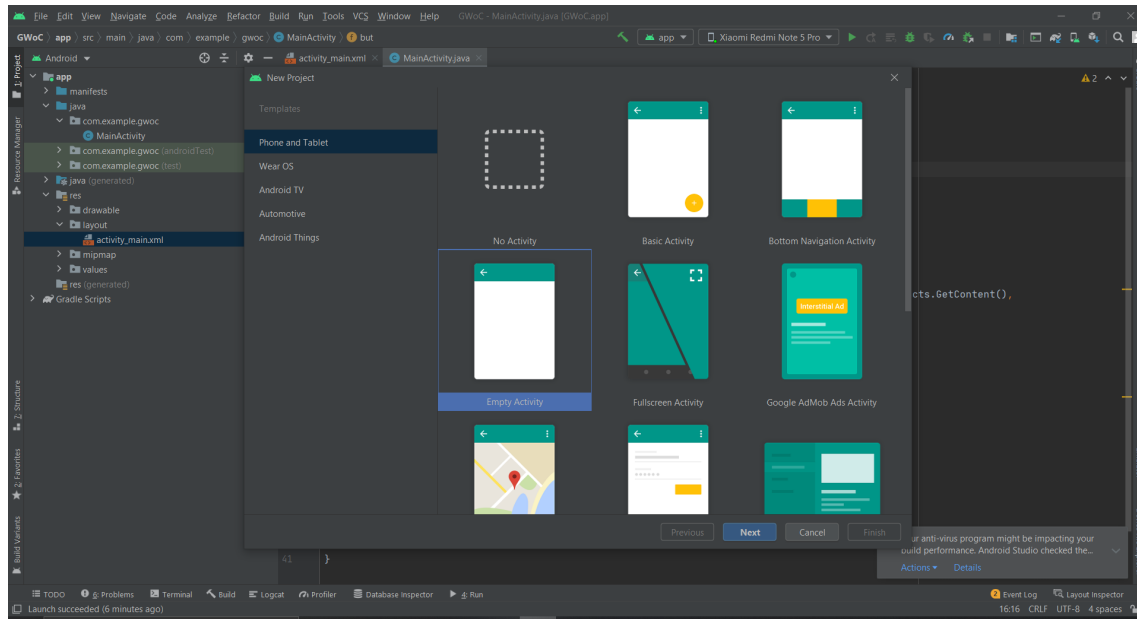 File Edit View Navigate Code Analyze Refactor Build Run Tools VCS Window Help GWoC - MainActivity.java [GWoC.app]
GWoC app src main java com example gwoc MainActivity but app Xiaomi Redmi Note 5 Pro
1: Project Android activity_main.xml MainActivity.java
app
manifests
java
com.example.gwoc
MainActivity
com.example.gwoc (androidTest)
com.example.gwoc (test)
java (generated)
res
drawable
layout
activity_main.xml
mipmap
values
res (generated)
Gradle Scripts
Resource Manager
Z: Structure
2: Favorites
Build Variants
New Project
Templates
Phone and Tablet
Wear OS
Android TV
Automotive
Android Things
No Activity Basic Activity Bottom Navigation Activity
Interstitial Ad
Empty Activity Fullscreen Activity Google AdMob Ads Activity
Previous Next Cancel Finish
2
cts.GetContent(),
41 }
ur anti-virus program might be impacting your
build performance. Android Studio checked the...
Actions Details
TODO 6: Problems Terminal Build Logcat Profiler Database Inspector 4: Run 2 Event Log Layout Inspector
Launch succeeded (6 minutes ago) 16:16 CRLF UTF-8 4 spaces